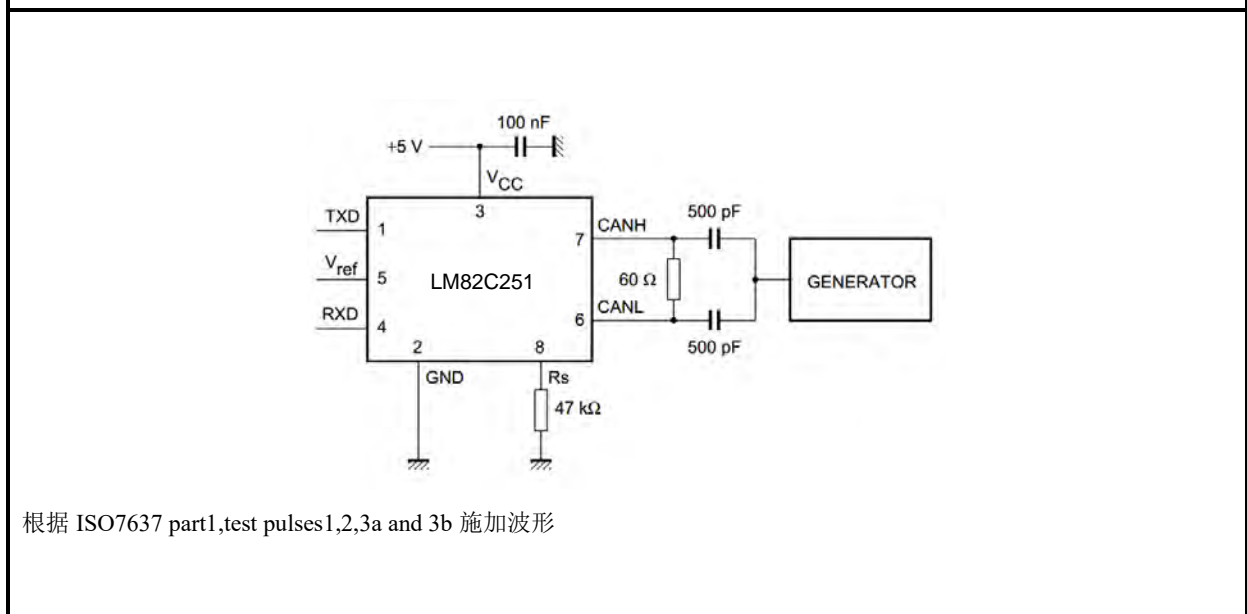 100 nF
+5 V
VCC
3
TXD
1
CANH
7
500 pF
Vref
5
LM82C251
60 Ω
GENERATOR
RXD
4
CANL
6
500 pF
2
8
GND
Rs
47 kΩ
根据 ISO7637 part1,test pulses1,2,3a and 3b 施加波形